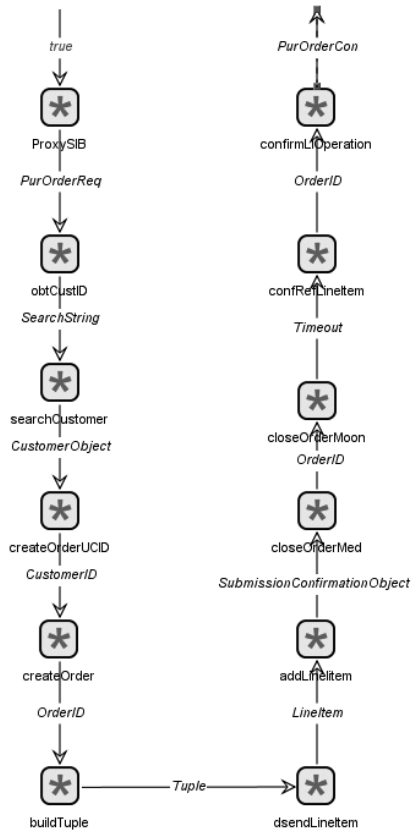 true
ProxySIB
PurOrderReq
obtCustID
SearchString
searchCustomer
CustomerObject
createOrderUCID
CustomerID
createOrder
OrderID
buildTuple
Tuple
PurOrderCon
confirmLIOperation
OrderID
confRefLineItem
Timeout
closeOrderMoon
OrderID
closeOrderMed
SubmissionConfirmationObject
addLineIitem
LineItem
dsendLineItem